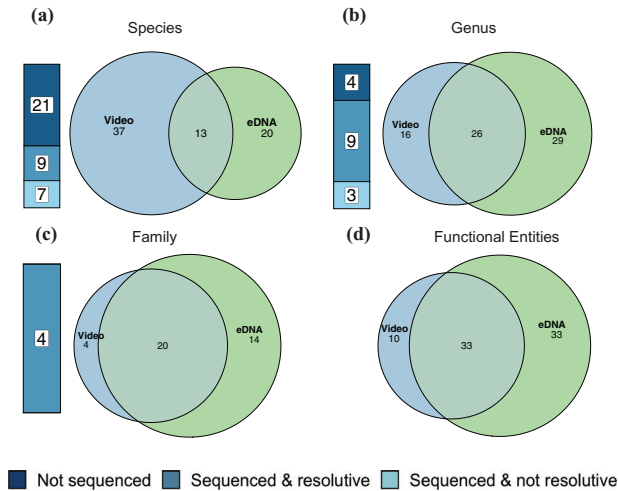 (a)
Species
21
9
7
Video
37
13
eDNA
20
(b)
Genus
4
9
3
Video
16
26
eDNA
29
(c)
Family
4
Video
4
20
eDNA
14
(d)
Functional Entities
Video
10
33
eDNA
33
Not sequenced
Sequenced & resolutive
Sequenced & not resolutive